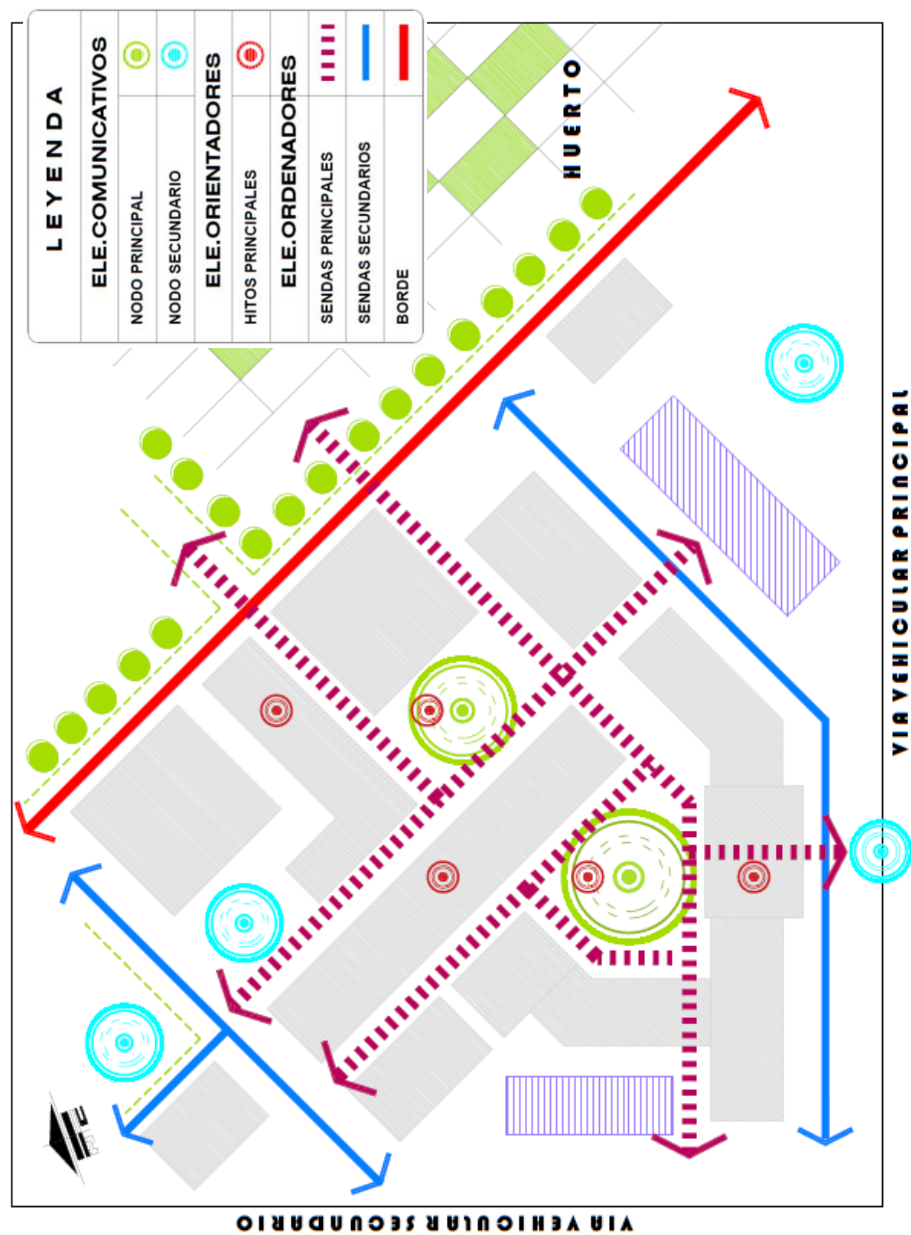 LEYENDA
ELE.COMUNICATIVOS
NODO PRINCIPAL
NODO SECUNDARIO
ELE.ORIENTADORES
HITOS PRINCIPALES
ELE.ORDENADORES
SENDAS PRINCIPALES
SENDAS SECUNDARIOS
BORDE
HUERTO
VIA VEHICULAR PRINCIPAL
VIA VEHICULAR SECUNDARIO